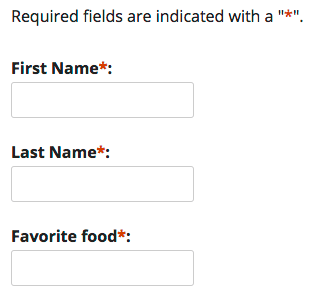 Required fields are indicated with a "*".
First Name*:
Last Name*:
Favorite food*: